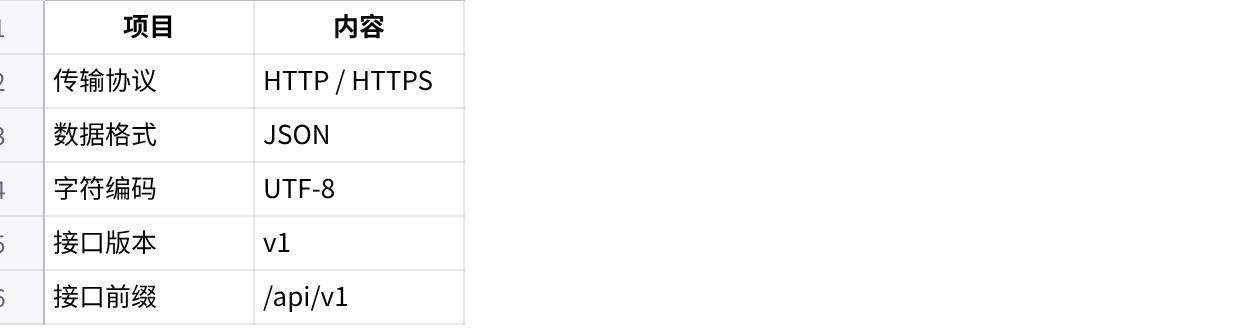 项目 内容
传输协议 HTTP / HTTPS
数据格式 JSON
字符编码 UTF-8
接口版本 v1
接口前缀 /api/v1